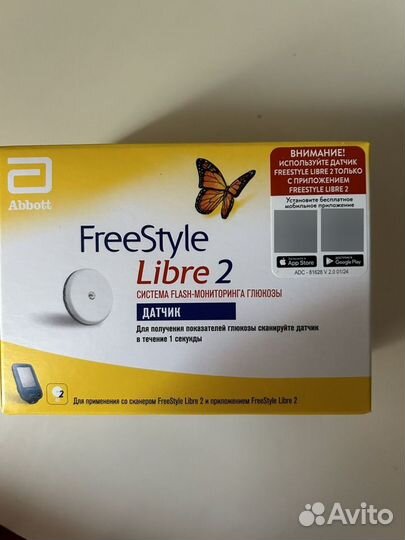 Abbott
FreeStyle
Libre 2
СИСТЕМА FLASH-МОНИТОРИНГА ГЛЮКОЗЫ
ДАТЧИК
Для получения показателей глюкозы сканируйте датчик
в течение 1 секунды
2
Для применения со сканером FreeStyle Libre 2 и приложением FreeStyle Libre 2
ВНИМАНИЕ!
ИСПОЛЬЗУЙТЕ ДАТЧИК
FREESTYLE LIBRE 2 ТОЛЬКО
С ПРИЛОЖЕНИЕМ
FREESTYLE LIBRE 2
Установите бесплатное
мобильное приложение
App Store
Google Play
ADC - 81628 V 2.0 01/24
Avito